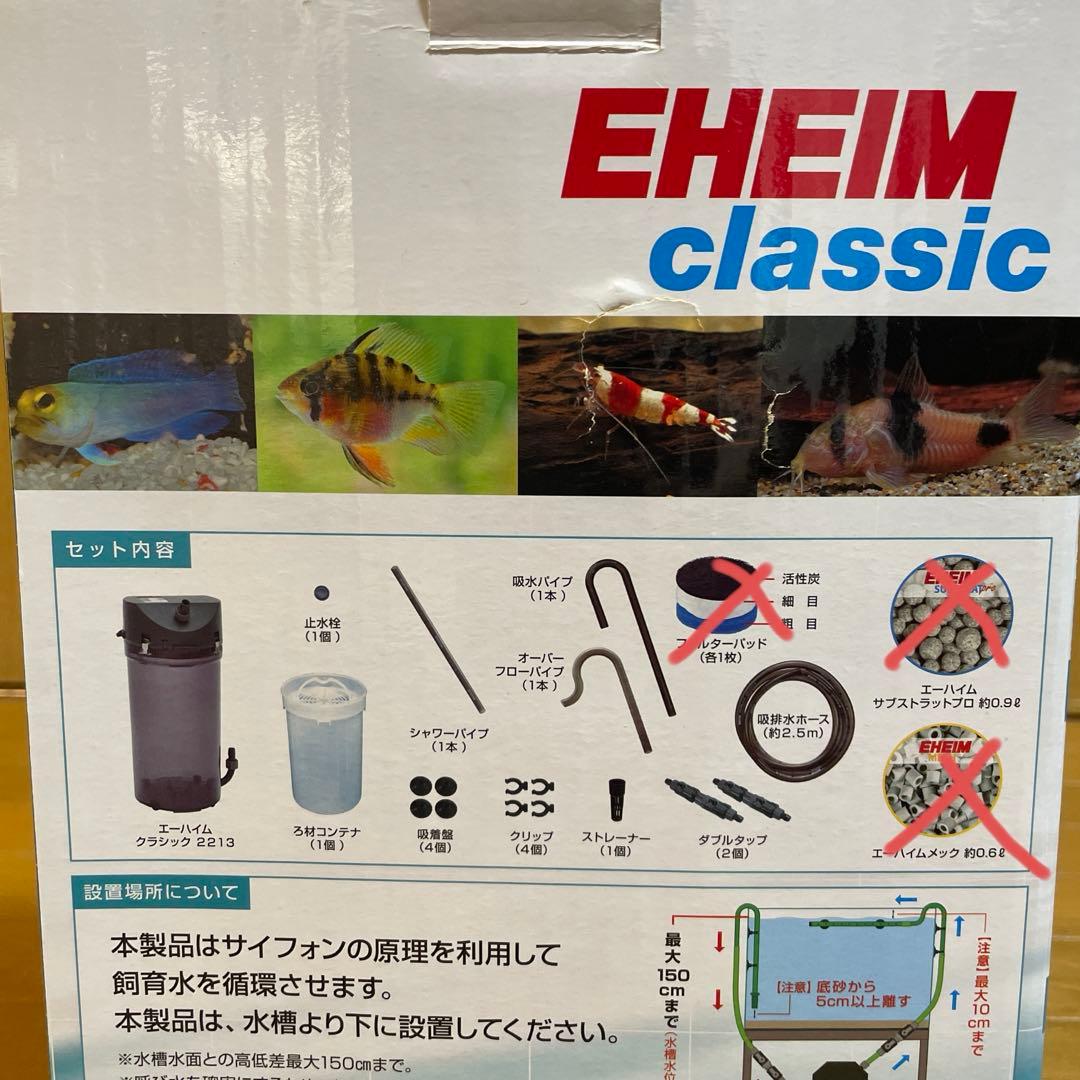 EHEIM
classic
セット内容
止水栓
(1個)
吸水パイプ
(1本)
オーバー
フローパイプ
(1本)
シャワーパイプ
(1本)
活性炭
細 目
粗 目
フィルターパッド
(各1枚)
EHEIM
エーハイム
サブストラットプロ 約0.9ℓ
吸排水ホース
(約2.5m)
EHEIM
エーハイム
クラシック 2213
ろ材コンテナ
(1個)
吸着盤
(4個)
クリップ
(4個)
ストレーナー
(1個)
ダブルタップ
(2個)
エーハイムメック 約0.6ℓ
設置場所について
本製品はサイフォンの原理を利用して
飼育水を循環させます。
本製品は、水槽より下に設置してください。
※水槽水面との高低差最大150cmまで。
最大150cmまで(水槽水位
【注意】底砂から
5cm以上離す
【注意】最大10cmまで